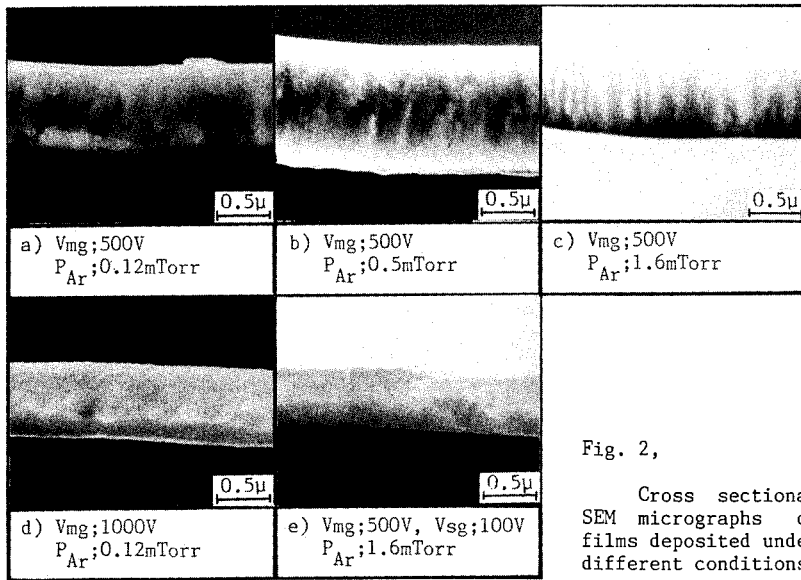 0.5μ
0.5μ
0.5μ
a) Vmg;500V
P_Ar;0.12mTorr
b) Vmg;500V
P_Ar;0.5mTorr
c) Vmg;500V
P_Ar;1.6mTorr
0.5μ
0.5μ
d) Vmg;1000V
P_Ar;0.12mTorr
e) Vmg;500V, Vsg;100V
P_Ar;1.6mTorr
Fig. 2,
Cross sectiona
SEM micrographs
films deposited unde
different conditions